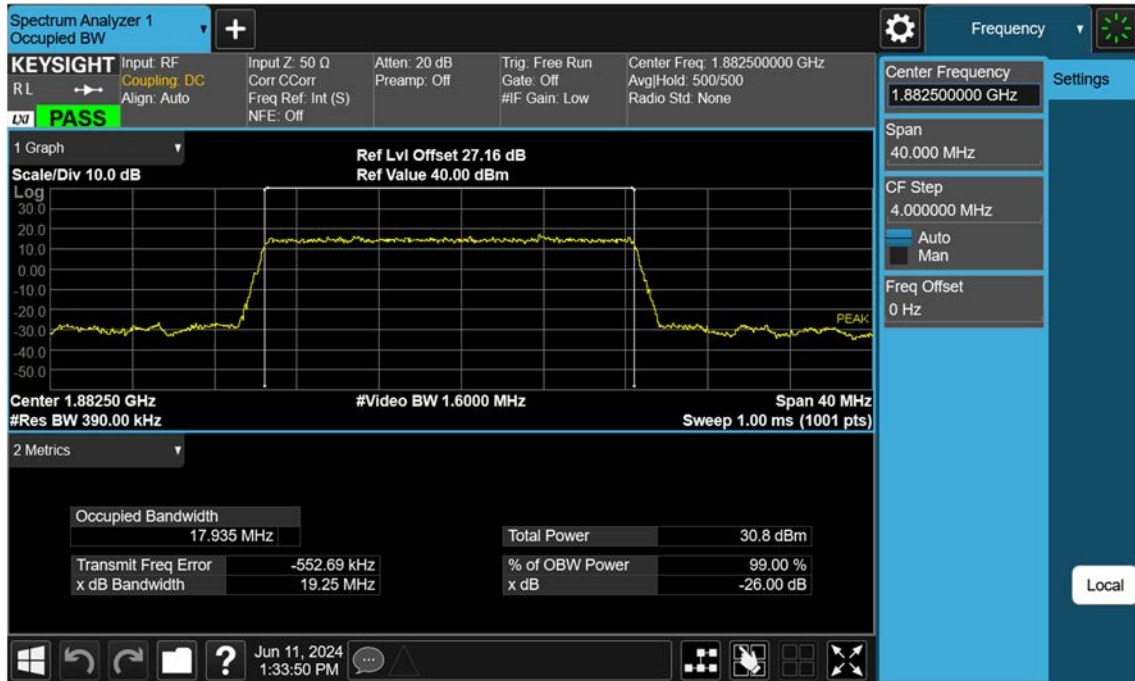 Spectrum Analyzer 1
Occupied BW
Frequency
KEYSIGHT
R L
LXI
PASS
Input: RF
Coupling: DC
Align: Auto
Input Z: 50 Ω
Corr CCorr
Freq Ref: Int (S)
NFE: Off
Atten: 20 dB
Preamp: Off
Trig: Free Run
Gate: Off
#IF Gain: Low
Center Freq: 1.882500000 GHz
Avg|Hold: 500/500
Radio Std: None
Center Frequency
1.882500000 GHz
Settings
Span
40.000 MHz
CF Step
4.000000 MHz
Auto
Man
Freq Offset
0 Hz
1 Graph
Scale/Div 10.0 dB
Ref Lvl Offset 27.16 dB
Ref Value 40.00 dBm
Log
30.0
20.0
10.0
0.00
-10.0
-20.0
-30.0
-40.0
-50.0
PEAK
Center 1.88250 GHz
#Video BW 1.6000 MHz
Span 40 MHz
#Res BW 390.00 kHz
Sweep 1.00 ms (1001 pts)
2 Metrics
Occupied Bandwidth
17.935 MHz
Total Power 30.8 dBm
Transmit Freq Error -552.69 kHz
% of OBW Power 99.00 %
x dB Bandwidth 19.25 MHz
x dB -26.00 dB
Local
?
Jun 11, 2024
1:33:50 PM